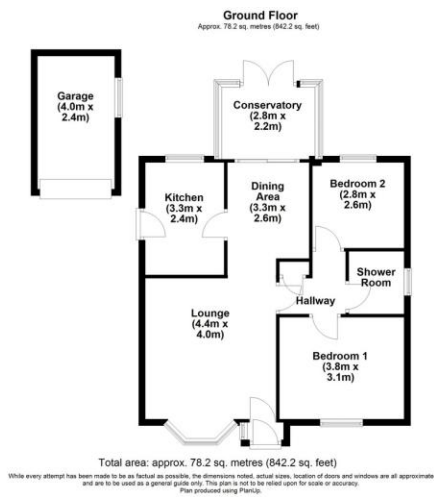 Ground Floor
Approx. 78.2 sq. metres (842.2 sq. feet)
Garage
(4.0m x
2.4m)
Conservatory
(2.8m x
2.2m)
Kitchen
(3.3m x
2.4m)
Dining
Area
(3.3m x
2.6m)
Bedroom 2
(2.8m x
2.6m)
Shower
Room
Hallway
Lounge
(4.4m x
4.0m)
Bedroom 1
(3.8m x
3.1m)
Total area: approx. 78.2 sq. metres (842.2 sq. feet)
While every attempt has been made to be as factual as possible, the dimensions noted, actual sizes, location of doors and windows are all approximate
and are to be used as a general guide only. This plan is not to be relied upon for scale or accuracy.
Plan produced using PlanUp.